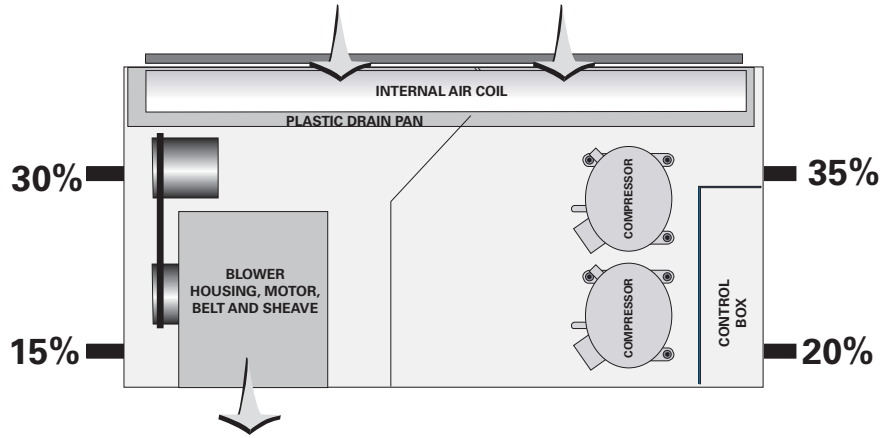 INTERNAL AIR COIL
PLASTIC DRAIN PAN
30%
35%
COMPRESSOR
BLOWER
HOUSING, MOTOR,
BELT AND SHEAVE
COMPRESSOR
CONTROL
BOX
15%
20%